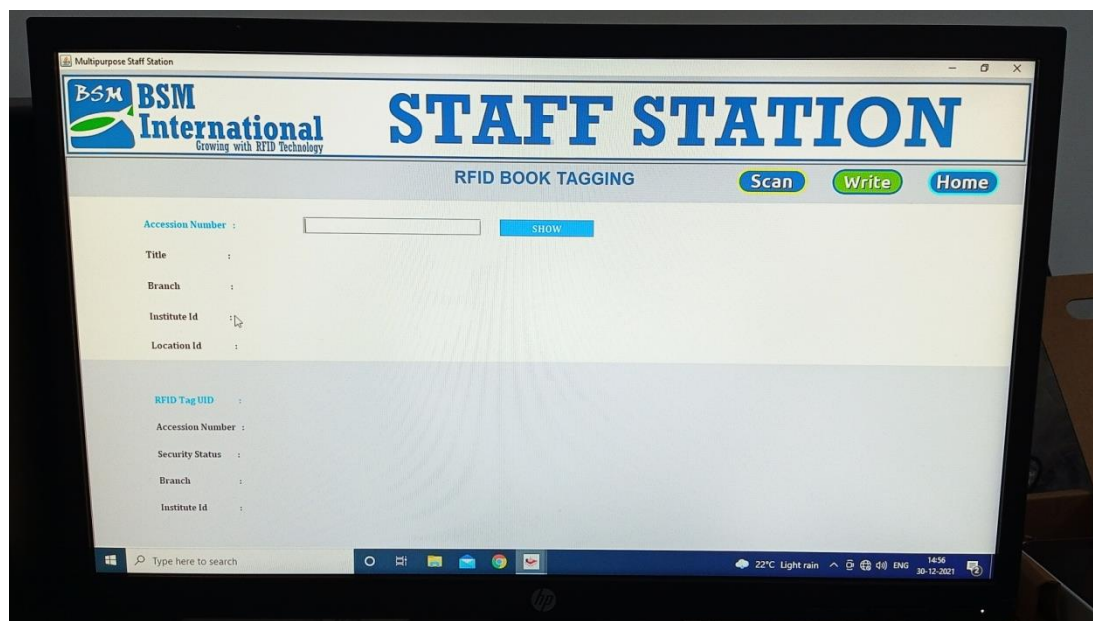 Multipurpose Staff Station
BSM
BSM
International
Growing with RFID Technology
STAFF STATION
RFID BOOK TAGGING
Scan
Write
Home
Accession Number :
SHOW
Title :
Branch :
Institute Id :
Location Id :
RFID Tag UID :
Accession Number :
Security Status :
Branch :
Institute Id :
Type here to search
22°C Light rain
ENG
14:56
30-12-2021
2
hp